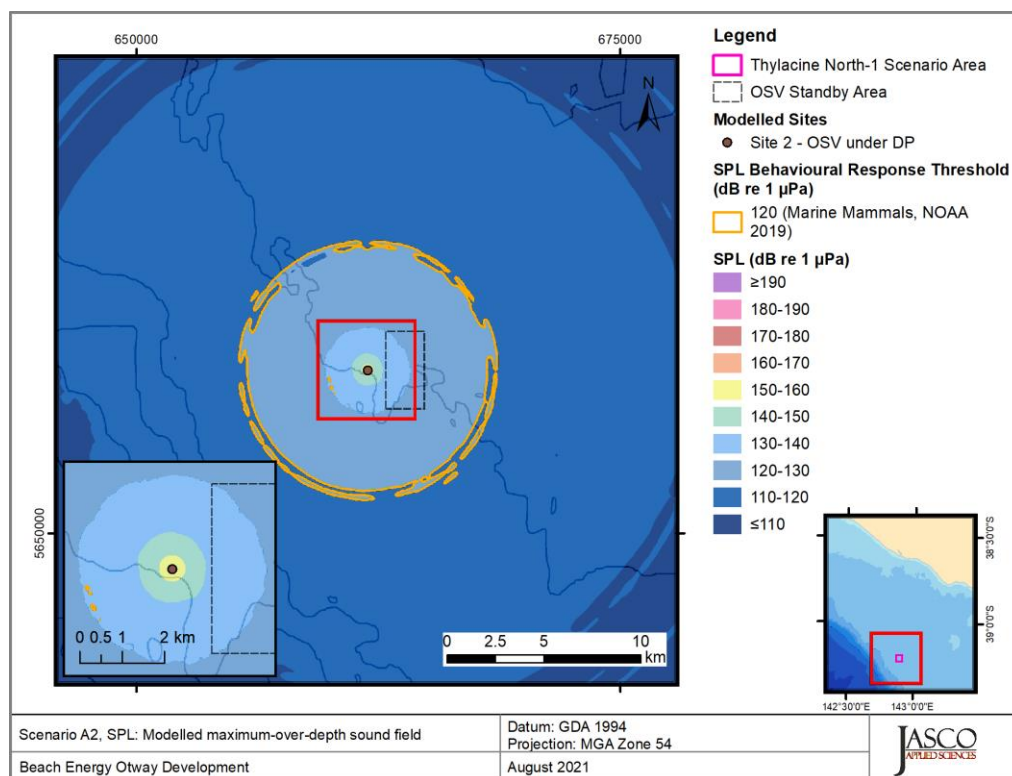 650000
675000
5650000
N
0 0.5 1 2 km
0 2.5 5 10
km
Legend
Thylacine North-1 Scenario Area
OSV Standby Area
Modelled Sites
Site 2 - OSV under DP
SPL Behavioural Response Threshold
(dB re 1 µPa)
120 (Marine Mammals, NOAA
2019)
SPL (dB re 1 µPa)
≥190
180-190
170-180
160-170
150-160
140-150
130-140
120-130
110-120
≤110
38°30'0"S
39°0'0"S
142°30'0"E 143°0'0"E
Scenario A2, SPL: Modelled maximum-over-depth sound field
Datum: GDA 1994
Projection: MGA Zone 54
Beach Energy Otway Development
August 2021
JASCO
APPLIED SCIENCES